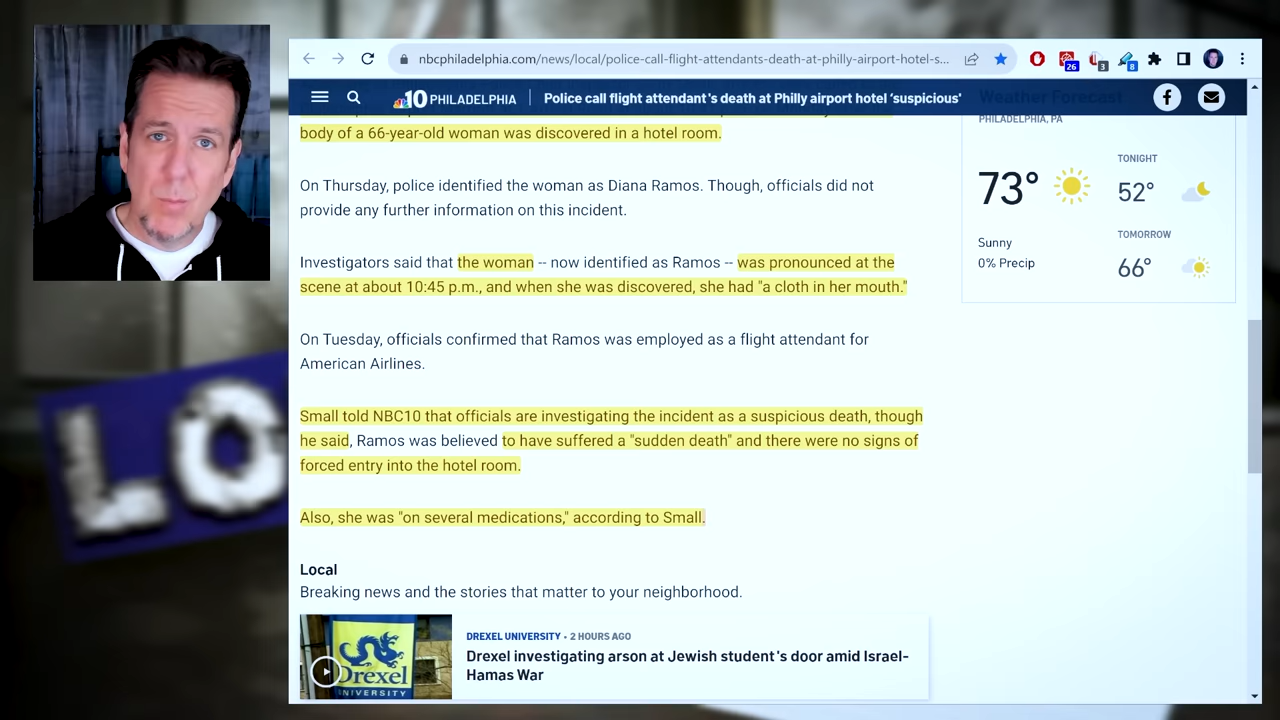 nbcphiladelphia.com/news/local/police-call-flight-attendants-death-at-philly-airport-hotel-s...
26
3
8
10 PHILADELPHIA
Police call flight attendant's death at Philly airport hotel 'suspicious'
Weather Forecast
body of a 66-year-old woman was discovered in a hotel room.
On Thursday, police identified the woman as Diana Ramos. Though, officials did not
provide any further information on this incident.
Investigators said that the woman -- now identified as Ramos -- was pronounced at the
scene at about 10:45 p.m., and when she was discovered, she had "a cloth in her mouth."
On Tuesday, officials confirmed that Ramos was employed as a flight attendant for
American Airlines.
Small told NBC10 that officials are investigating the incident as a suspicious death, though
he said, Ramos was believed to have suffered a "sudden death" and there were no signs of
forced entry into the hotel room.
Also, she was "on several medications," according to Small.
Local
Breaking news and the stories that matter to your neighborhood.
Drexel
UNIVERSITY
DREXEL UNIVERSITY • 2 HOURS AGO
Drexel investigating arson at Jewish student's door amid Israel-
Hamas War
PHILADELPHIA, PA
73°
Sunny
0% Precip
TONIGHT
52°
TOMORROW
66°
LO